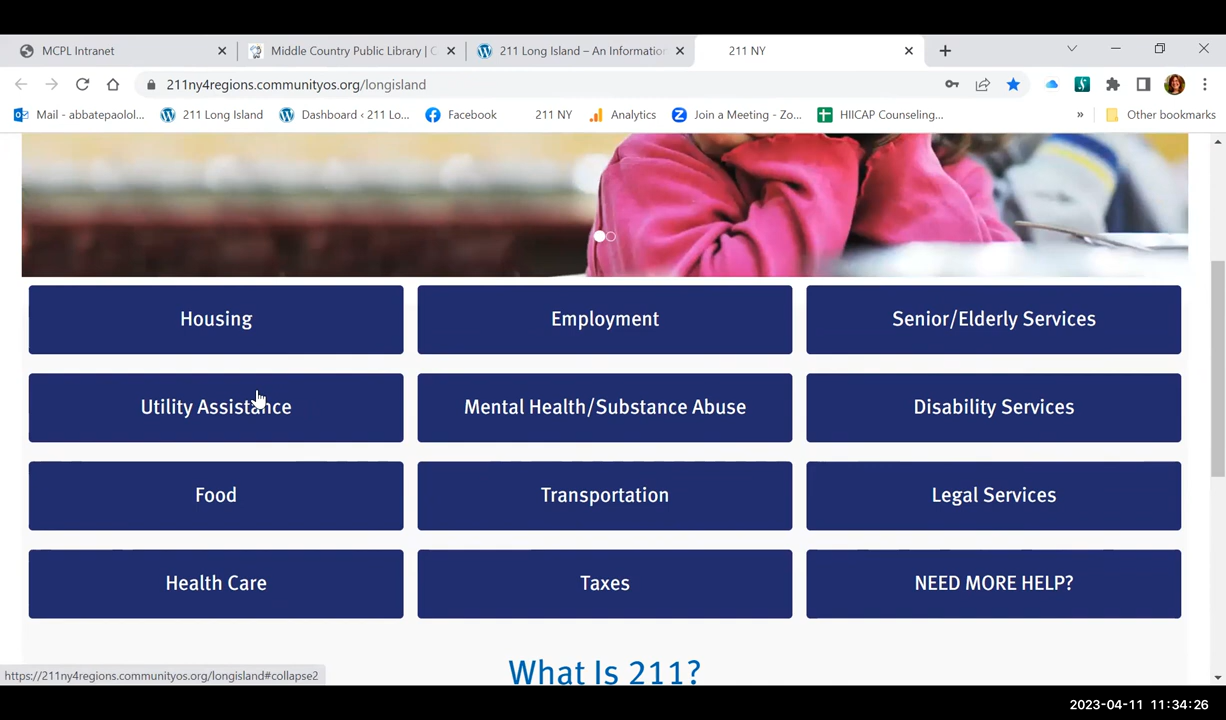 MCPL Intranet
Middle Country Public Library | C
211 Long Island – An Information
211 NY
211ny4regions.communityos.org/longisland
Mail - abbatepaolol...
211 Long Island
Dashboard ‹ 211 Lo...
Facebook
211 NY
Analytics
Join a Meeting - Zo...
HIICAP Counseling...
»
Other bookmarks
Housing
Employment
Senior/Elderly Services
Utility Assistance
Mental Health/Substance Abuse
Disability Services
Food
Transportation
Legal Services
Health Care
Taxes
NEED MORE HELP?
What Is 211?
https://211ny4regions.communityos.org/longisland#collapse2
2023-04-11 11:34:26